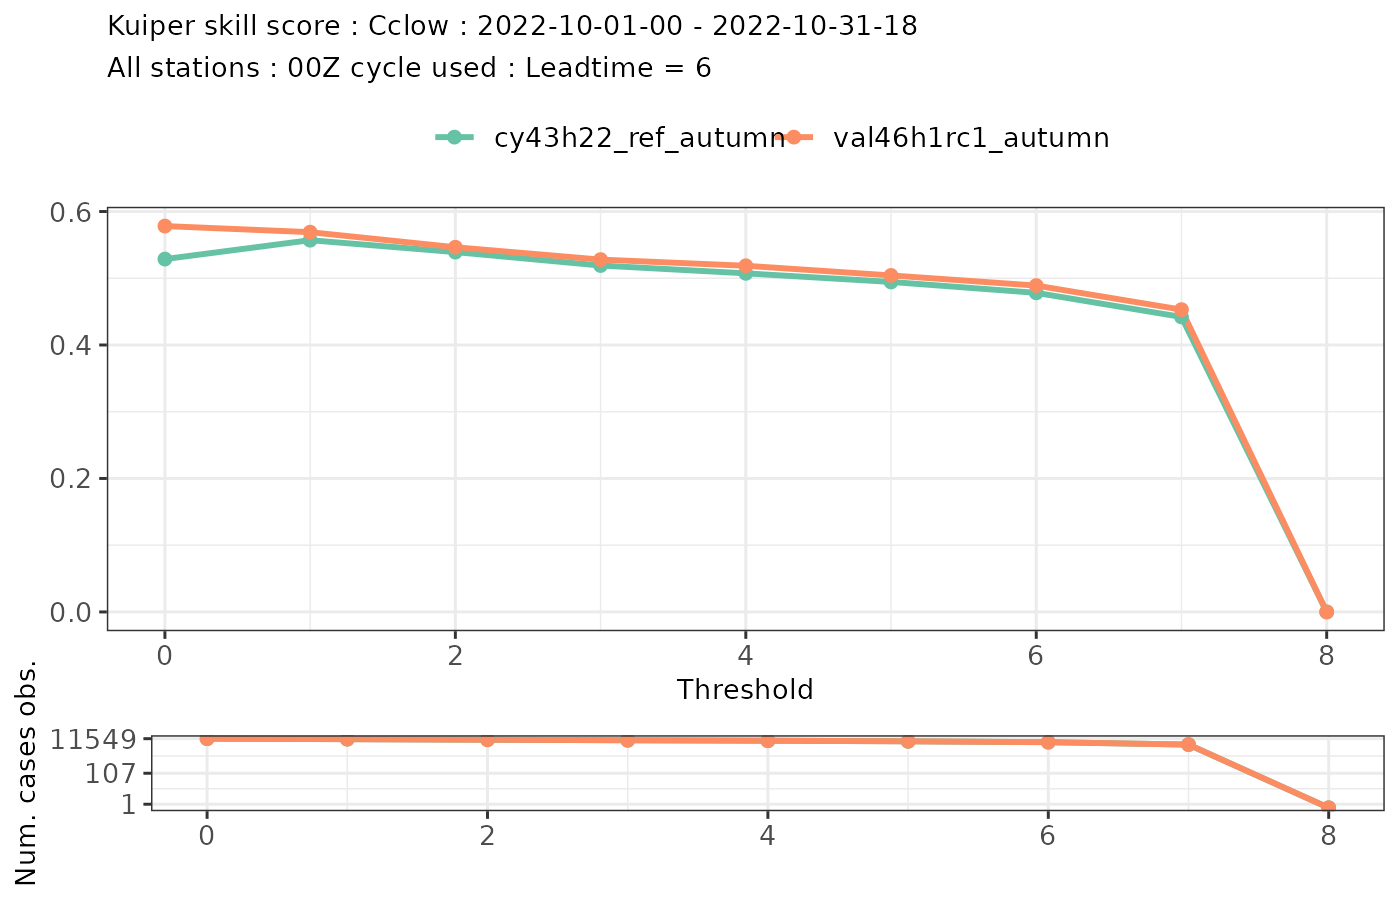 Kuiper skill score : Cclow : 2022-10-01-00 - 2022-10-31-18
All stations : 00Z cycle used : Leadtime = 6
cy43h22_ref_autumn val46h1rc1_autumn
0.6
0.4
0.2
0.0
0 2 4 6 8
Threshold
Num. cases obs.
11549
107
1
0 2 4 6 8